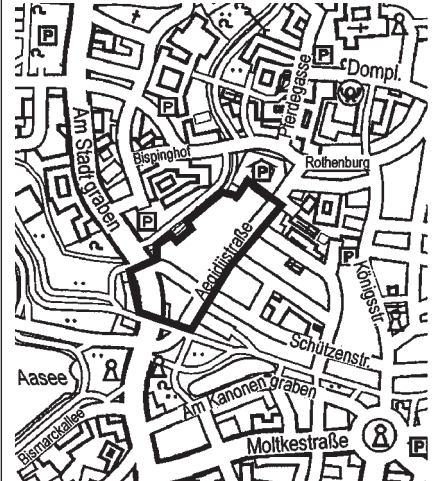 P
P
Dompl.
Pferdegasse
P
Am Stadtgraben
Bispinghof
Rothenburg
P
P
P
Aegidiistraße
Königsstr.
Schützenstr.
Aasee
Am Kanonengraben
Bismarckallee
Moltkestraße
P